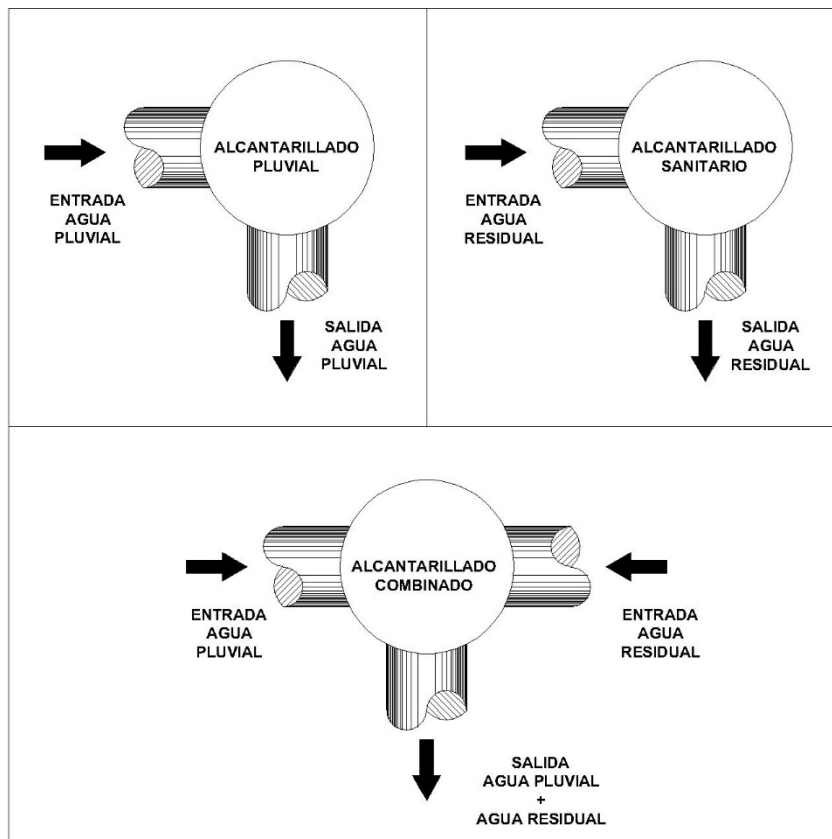 ALCANTARILLADO
PLUVIAL
ENTRADA
AGUA
PLUVIAL
SALIDA
AGUA
PLUVIAL
ALCANTARILLADO
SANITARIO
ENTRADA
AGUA
RESIDUAL
SALIDA
AGUA
RESIDUAL
ALCANTARILLADO
COMBINADO
ENTRADA
AGUA
PLUVIAL
ENTRADA
AGUA
RESIDUAL
SALIDA
AGUA PLUVIAL
+
AGUA RESIDUAL